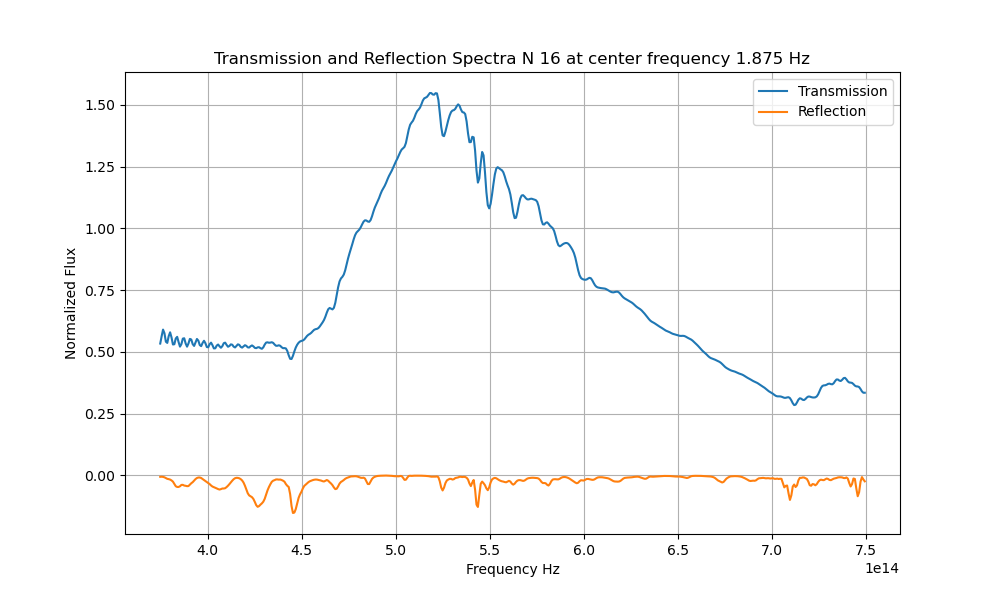 Transmission and Reflection Spectra N 16 at center frequency 1.875 Hz
Transmission
Reflection
Normalized Flux
1.50
1.25
1.00
0.75
0.50
0.25
0.00
4.0 4.5 5.0 5.5 6.0 6.5 7.0 7.5
1e14
Frequency Hz